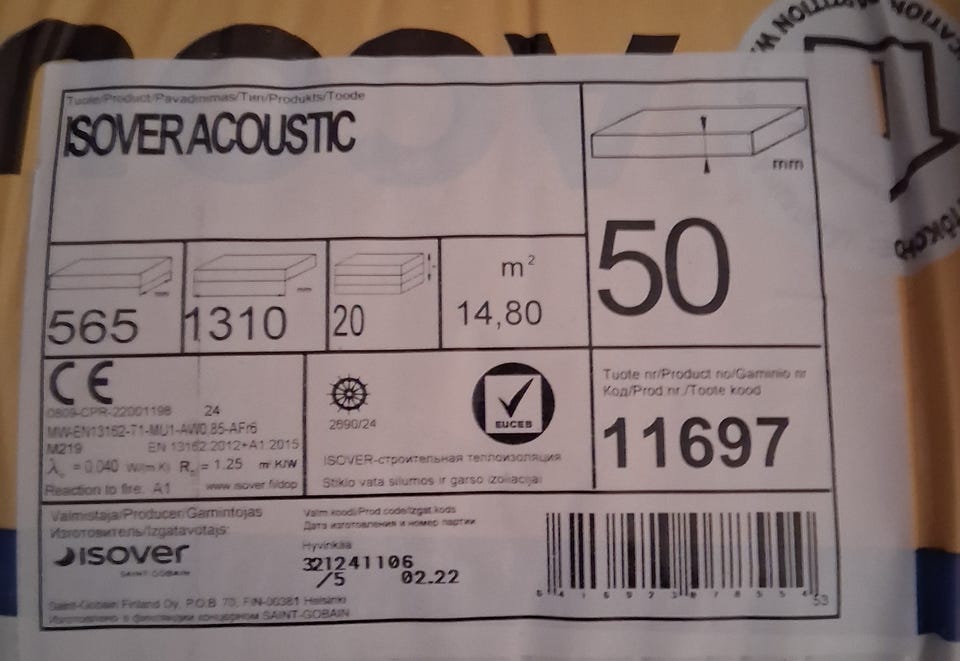 Tuote/Product/Pavadinimas/Тип/Produkts/Toode
ISOVER ACOUSTIC
mm
50
565
1310
20
m²
14,80
CE
0809-CPR-22001198 24
MW-EN13162-T1-MU1-AW0,85-AFr6
M219 EN 13162:2012+A1:2015
= 0.040 W/(m K) R = 1.25 m²K/W
Reaction to fire: A1 www.isover.fi/dop
2690/24
EUCEB
ISOVER-строительная теплоизоляция
Stiklo vata šilumos ir garso izoliacijai
Tuote nr/Product no/Gaminio nr
Код/Prod.nr./Toote kood
11697
Valmistaja/Producer/Gamintojas
Изготовитель/Izgatavotājs:
isover
SAINT-GOBAIN
Valm.koodi/Prod.code/Izgat.kods
Дата изготовления и номер партии
Hyvinkää
321241106
/5 02.22
Saint-Gobain Finland Oy, P.O.B 70, FIN-00381 Helsinki
Изготовлено в финляндии концерном SAINT-GOBAIN
53